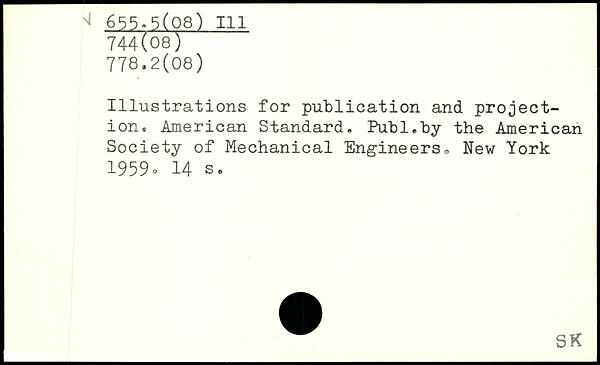 655.5(08) Ill
744(08)
778.2(08)
Illustrations for publication and project-
ion. American Standard. Publ.by the American
Society of Mechanical Engineers. New York
1959. 14 s.
SK